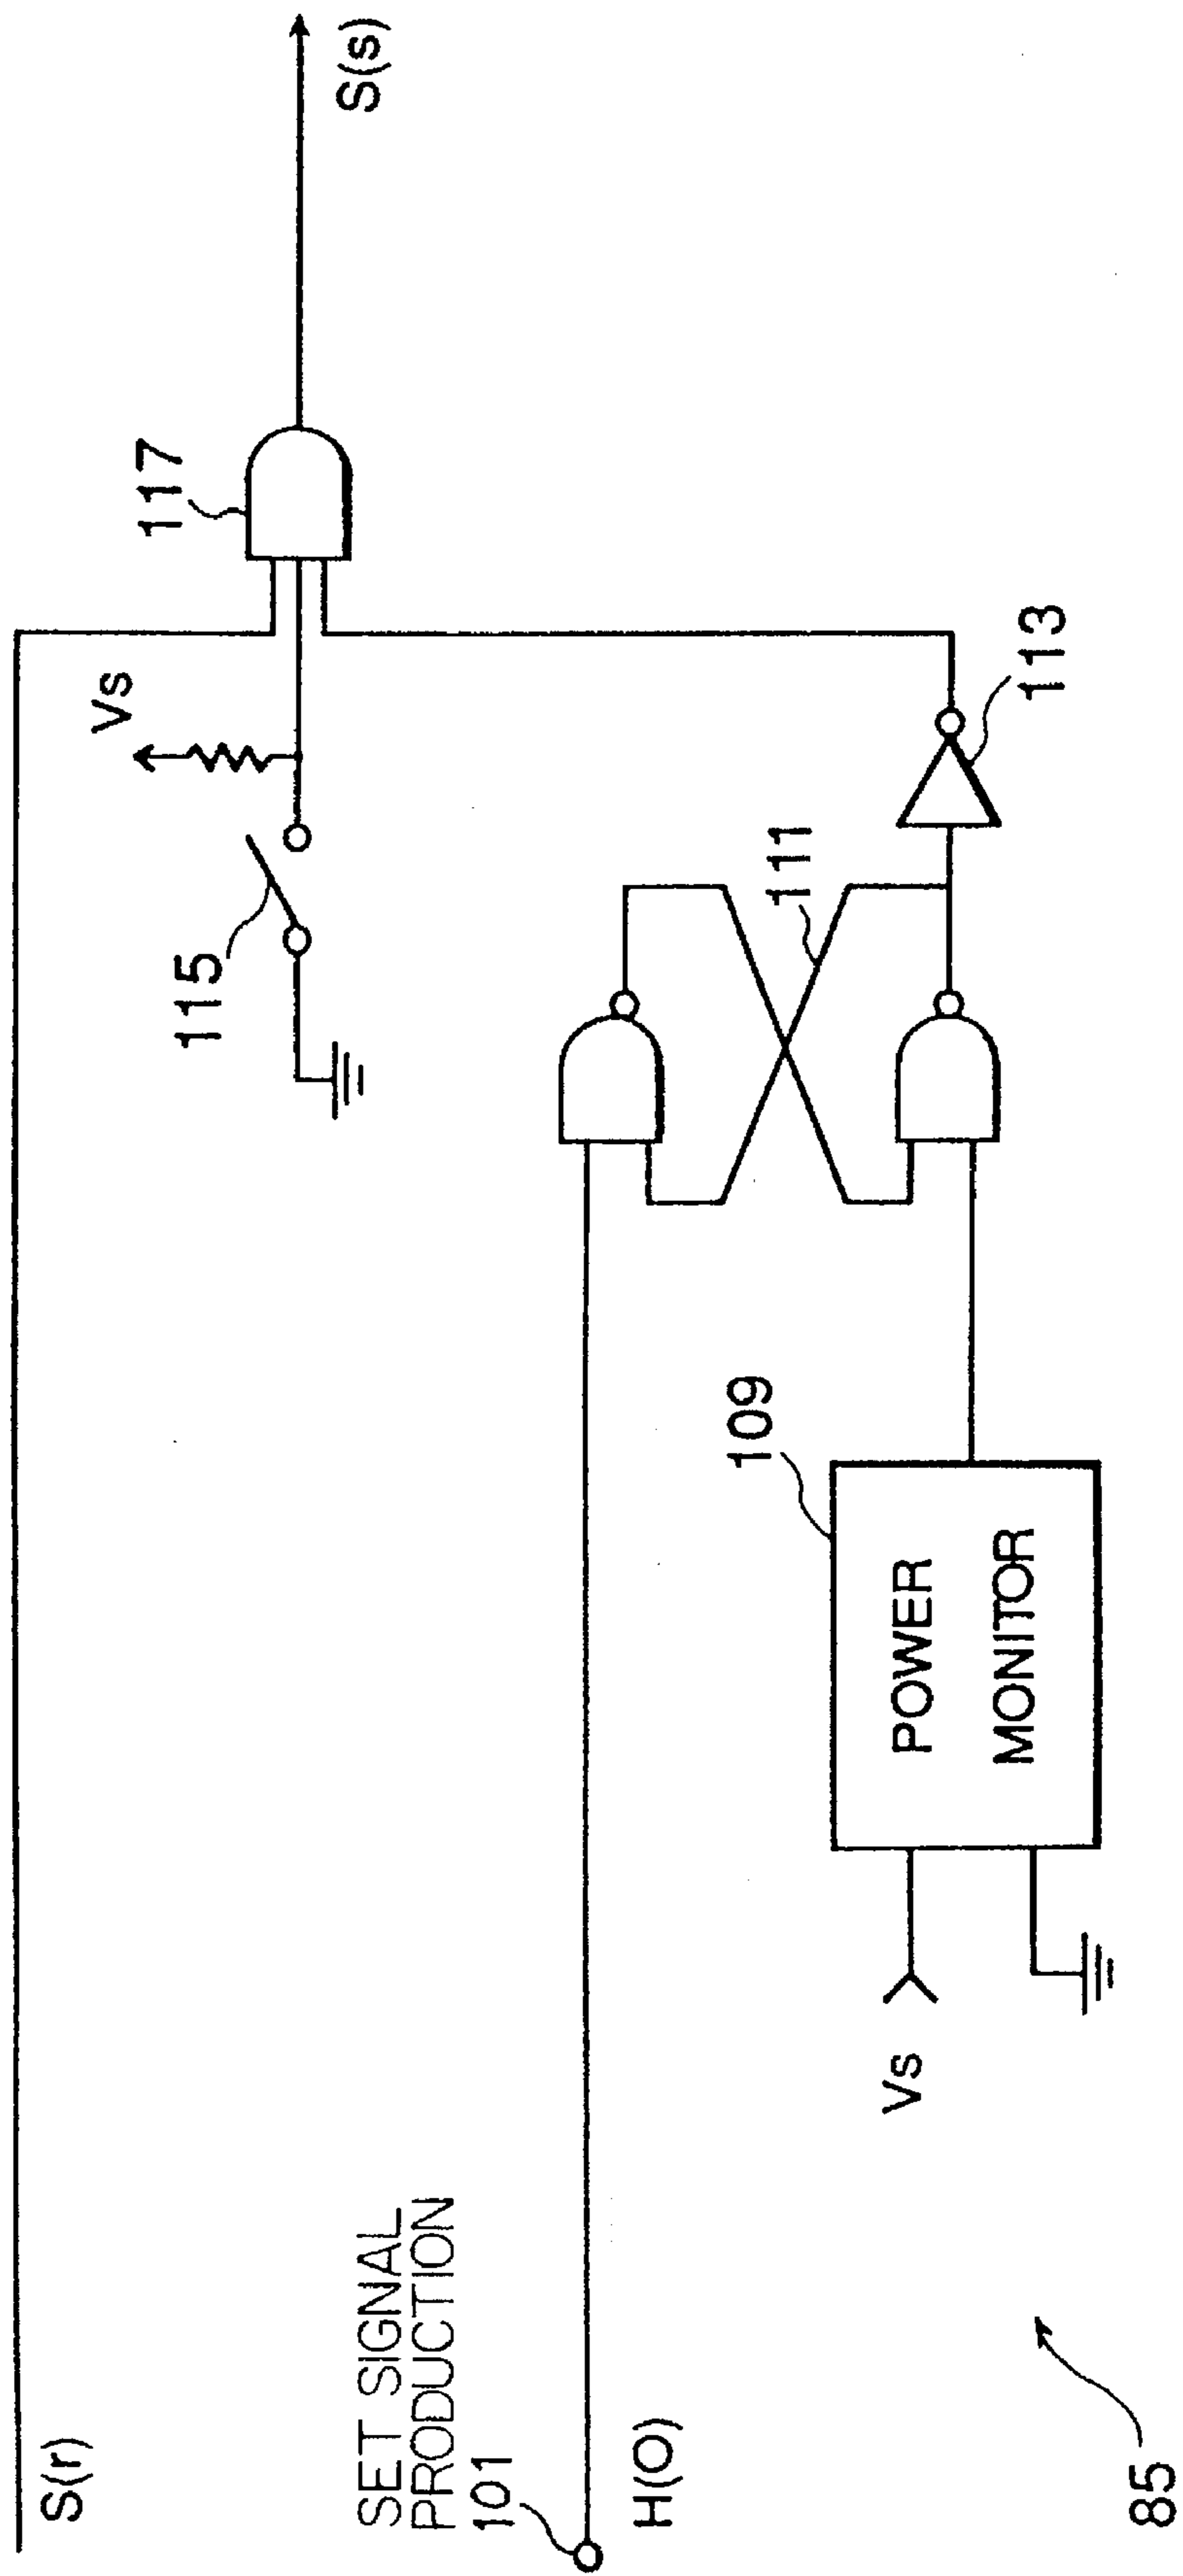 S(r)
Vs
115
117
S(s)
SET SIGNAL
PRODUCTION
101
H(O)
111
113
109
POWER
MONITOR
Vs
85